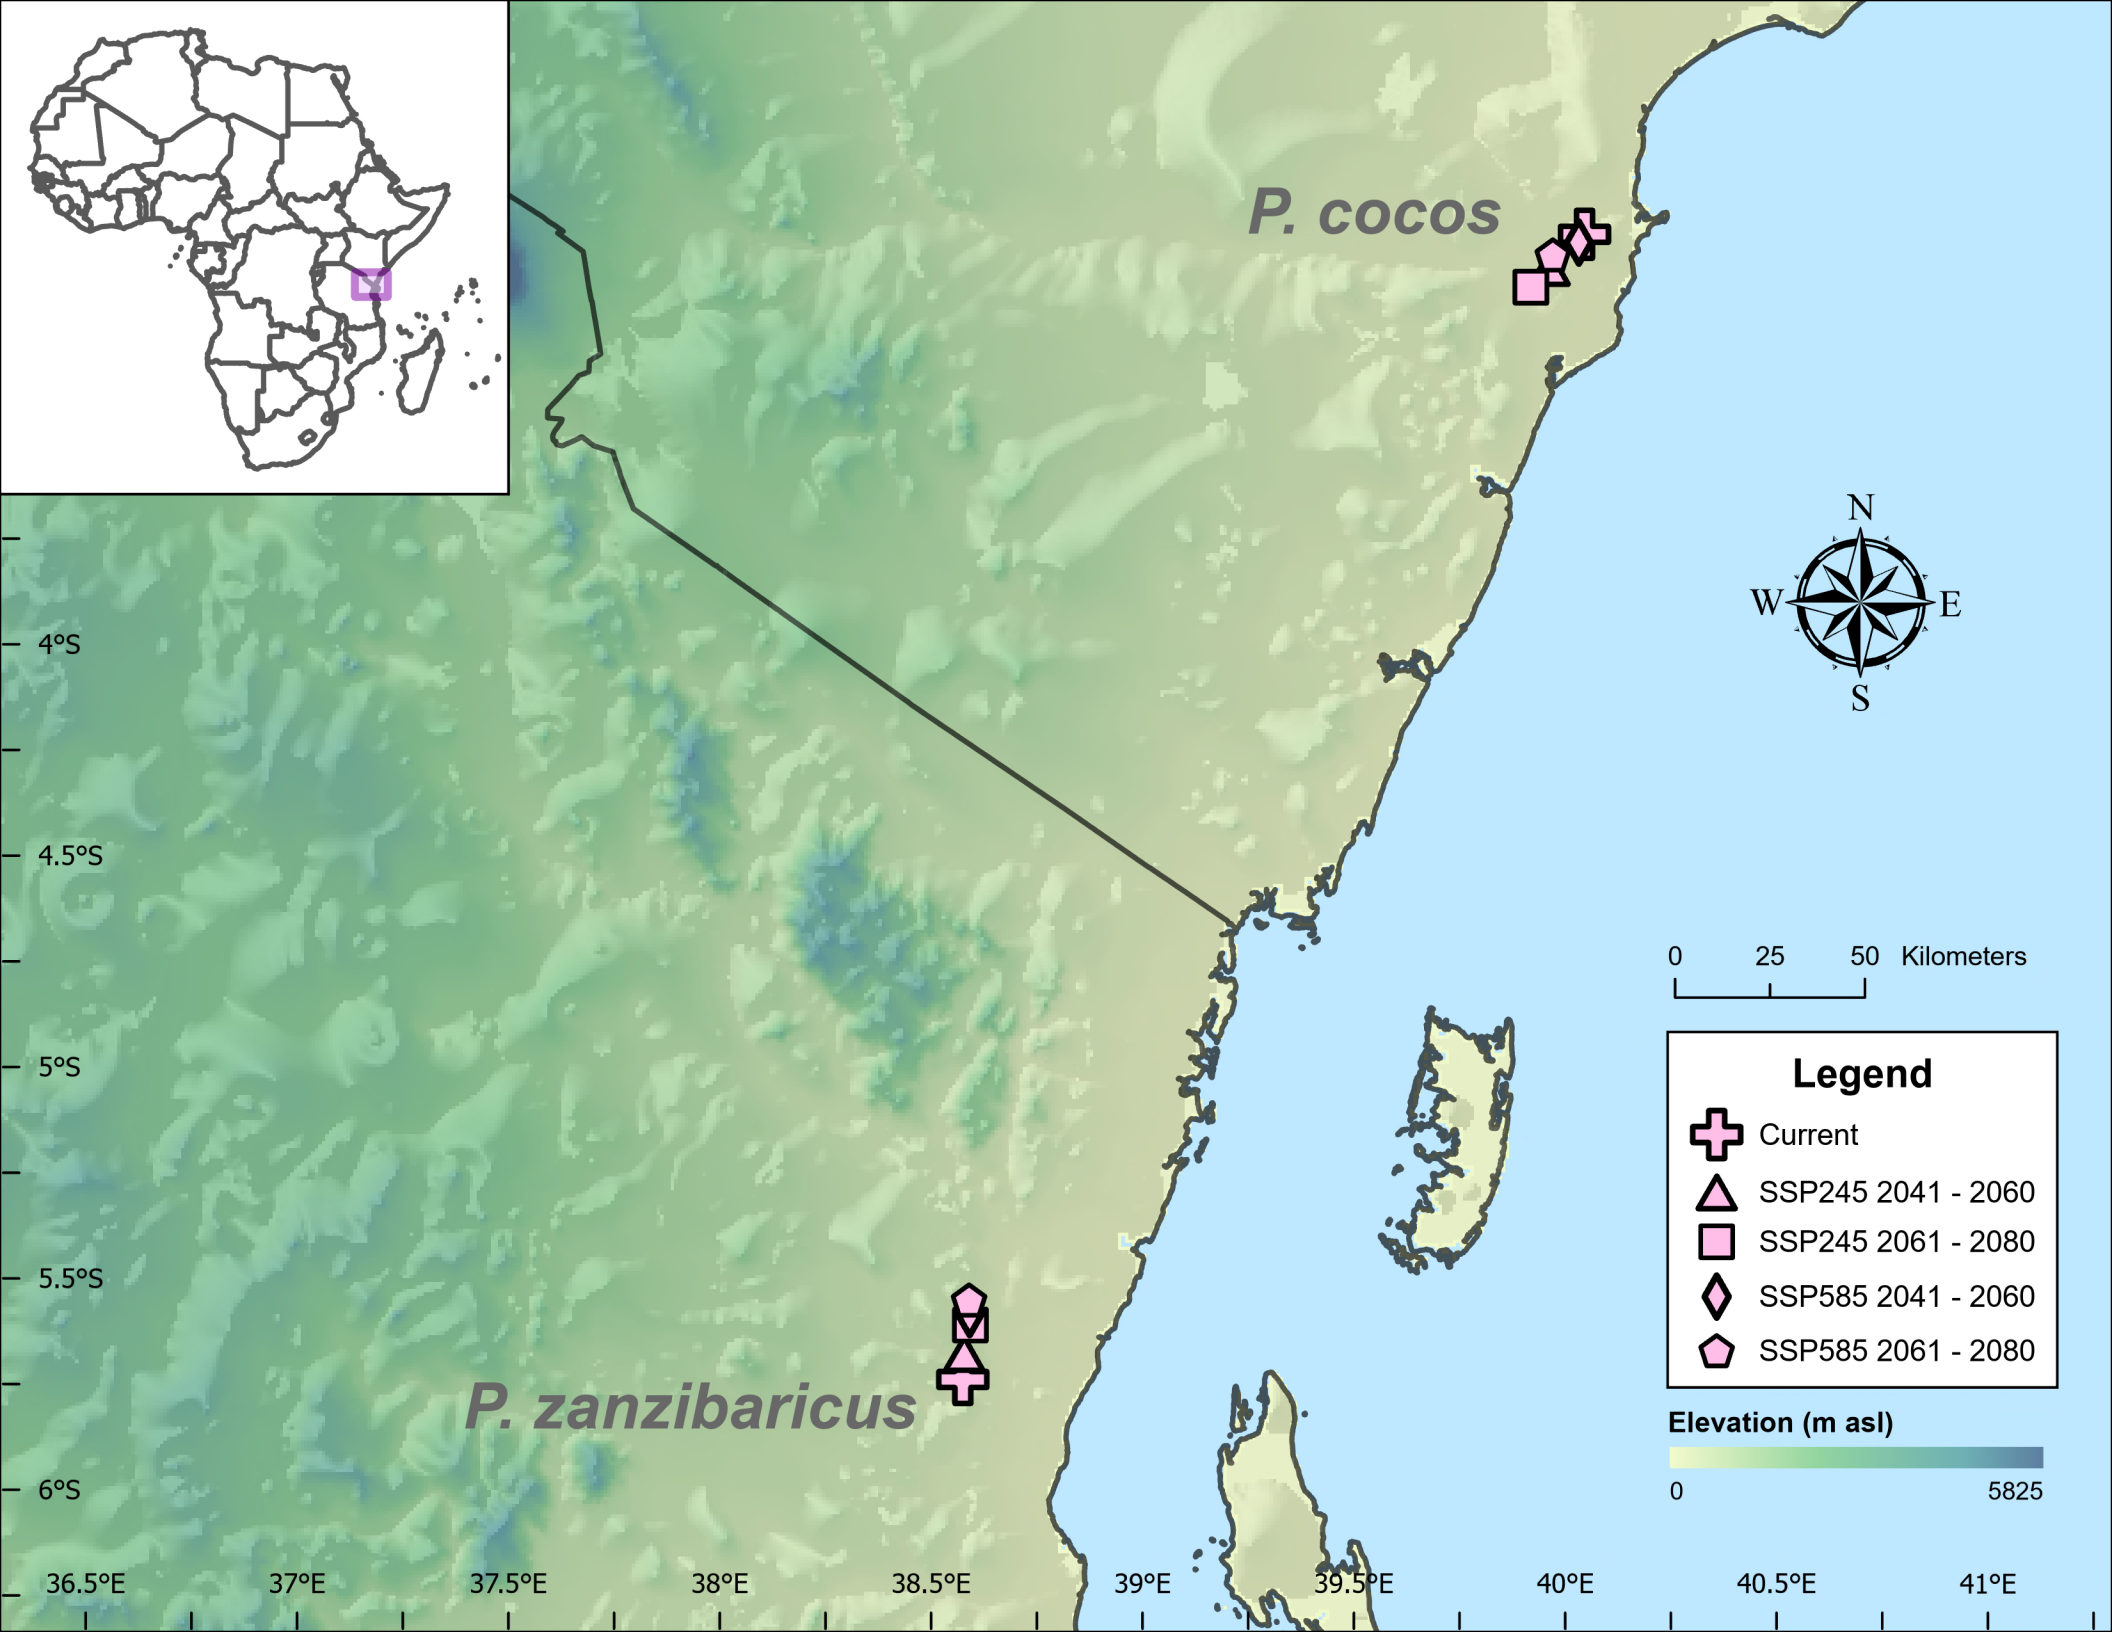 P. cocos
N
W
E
S
4°S
4.5°S
0 25 50 Kilometers
5°S
Legend
Current
SSP245 2041 - 2060
SSP245 2061 - 2080
SSP585 2041 - 2060
SSP585 2061 - 2080
5.5°S
P. zanzibaricus
Elevation (m asl)
0 5825
6°S
36.5°E 37°E 37.5°E 38°E 38.5°E 39°E 39.5°E 40°E 40.5°E 41°E